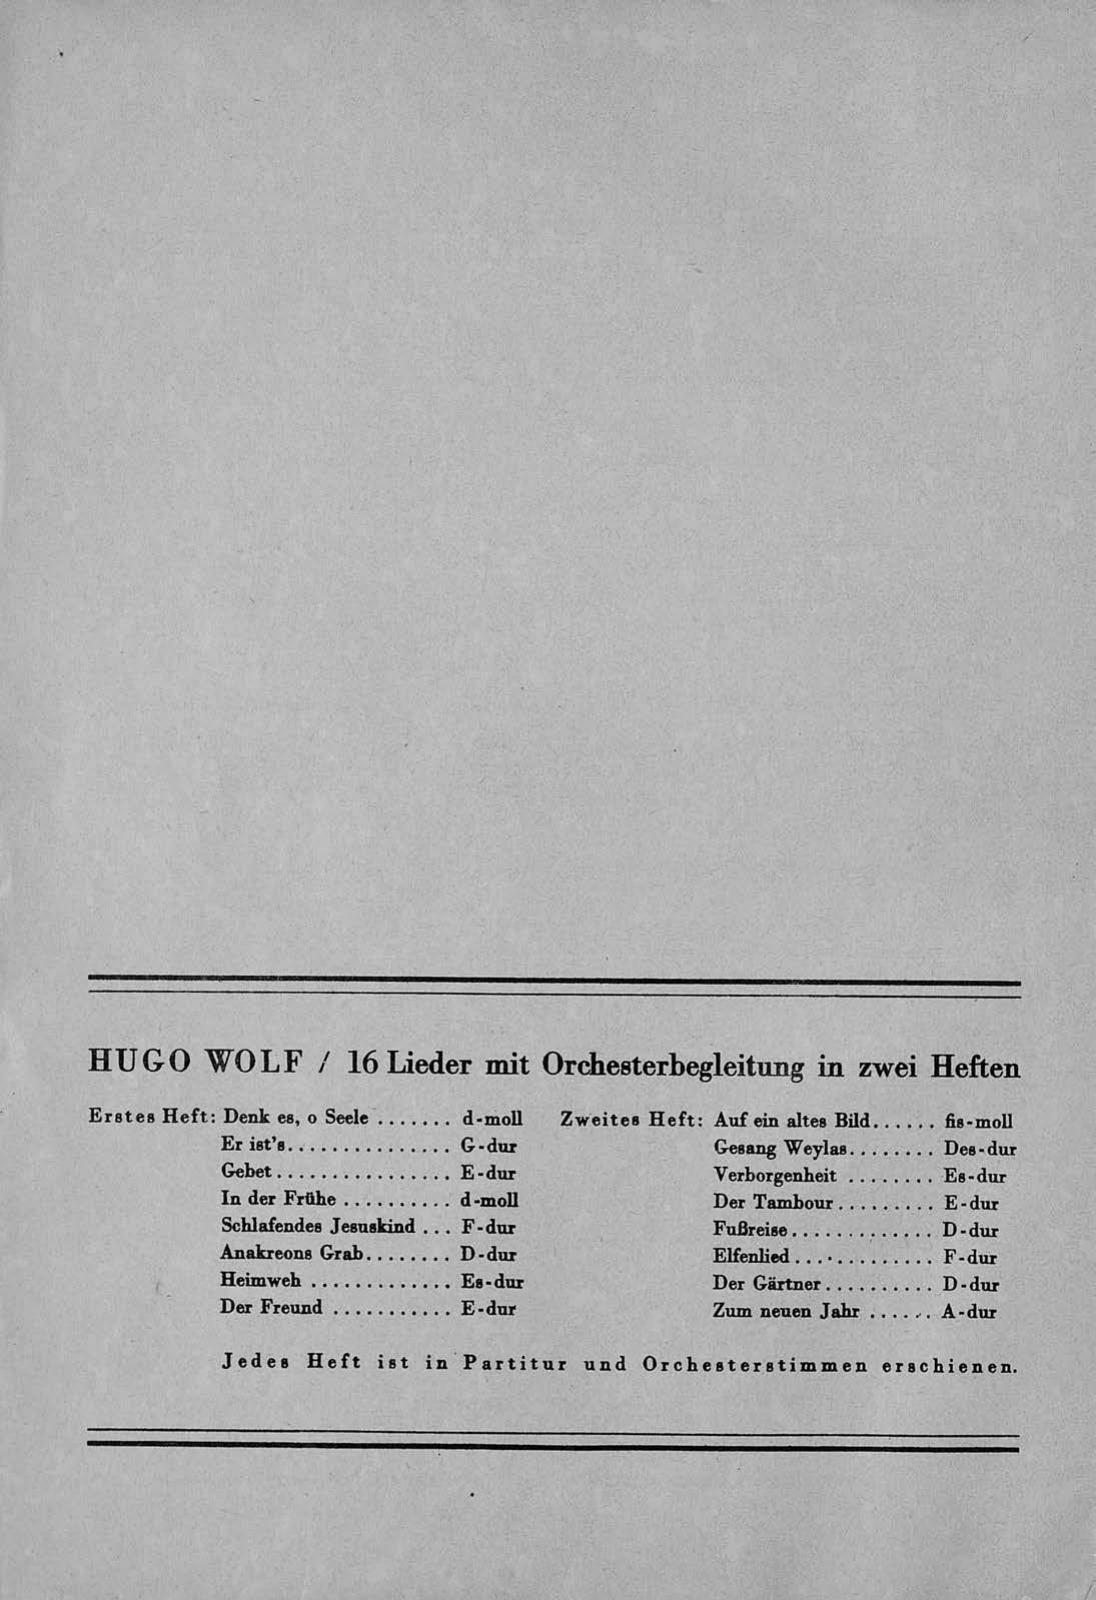 HUGO WOLF / 16 Lieder mit Orchesterbegleitung in zwei Heften
Erstes Heft: Denk es, o Seele ....... d-moll
Er ist's............... G-dur
Gebet................ E-dur
In der Frühe .......... d-moll
Schlafendes Jesuskind ... F-dur
Anakreons Grab........ D-dur
Heimweh ............. Es-dur
Der Freund ........... E-dur
Zweites Heft: Auf ein altes Bild...... fis-moll
Gesang Weylas........ Des-dur
Verborgenheit ........ Es-dur
Der Tambour......... E-dur
Fußreise............. D-dur
Elfenlied............. F-dur
Der Gärtner.......... D-dur
Zum neuen Jahr ...... A-dur
Jedes Heft ist in Partitur und Orchesterstimmen erschienen.